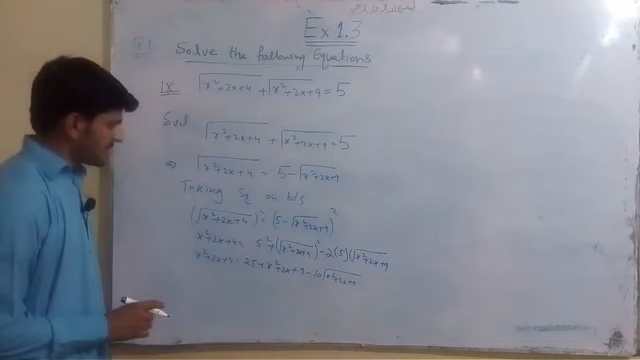 Ex 1.3
Q1 Solve the following Equations
ix √(x²+2x+4) + √(x²+2x+9) = 5
Sol.
√(x²+2x+4) + √(x²+2x+9) = 5
⇒ √(x²+2x+4) = 5 - √(x²+2x+9)
Taking Sq on b/s
(√(x²+2x+4))² = (5 - √(x²+2x+9))²
x²+2x+4 = 5² + (√(x²+2x+9))² - 2(5)(√(x²+2x+9)
x²+2x+4 = 25 + x²+2x+9 - 10√(x²+2x+9)